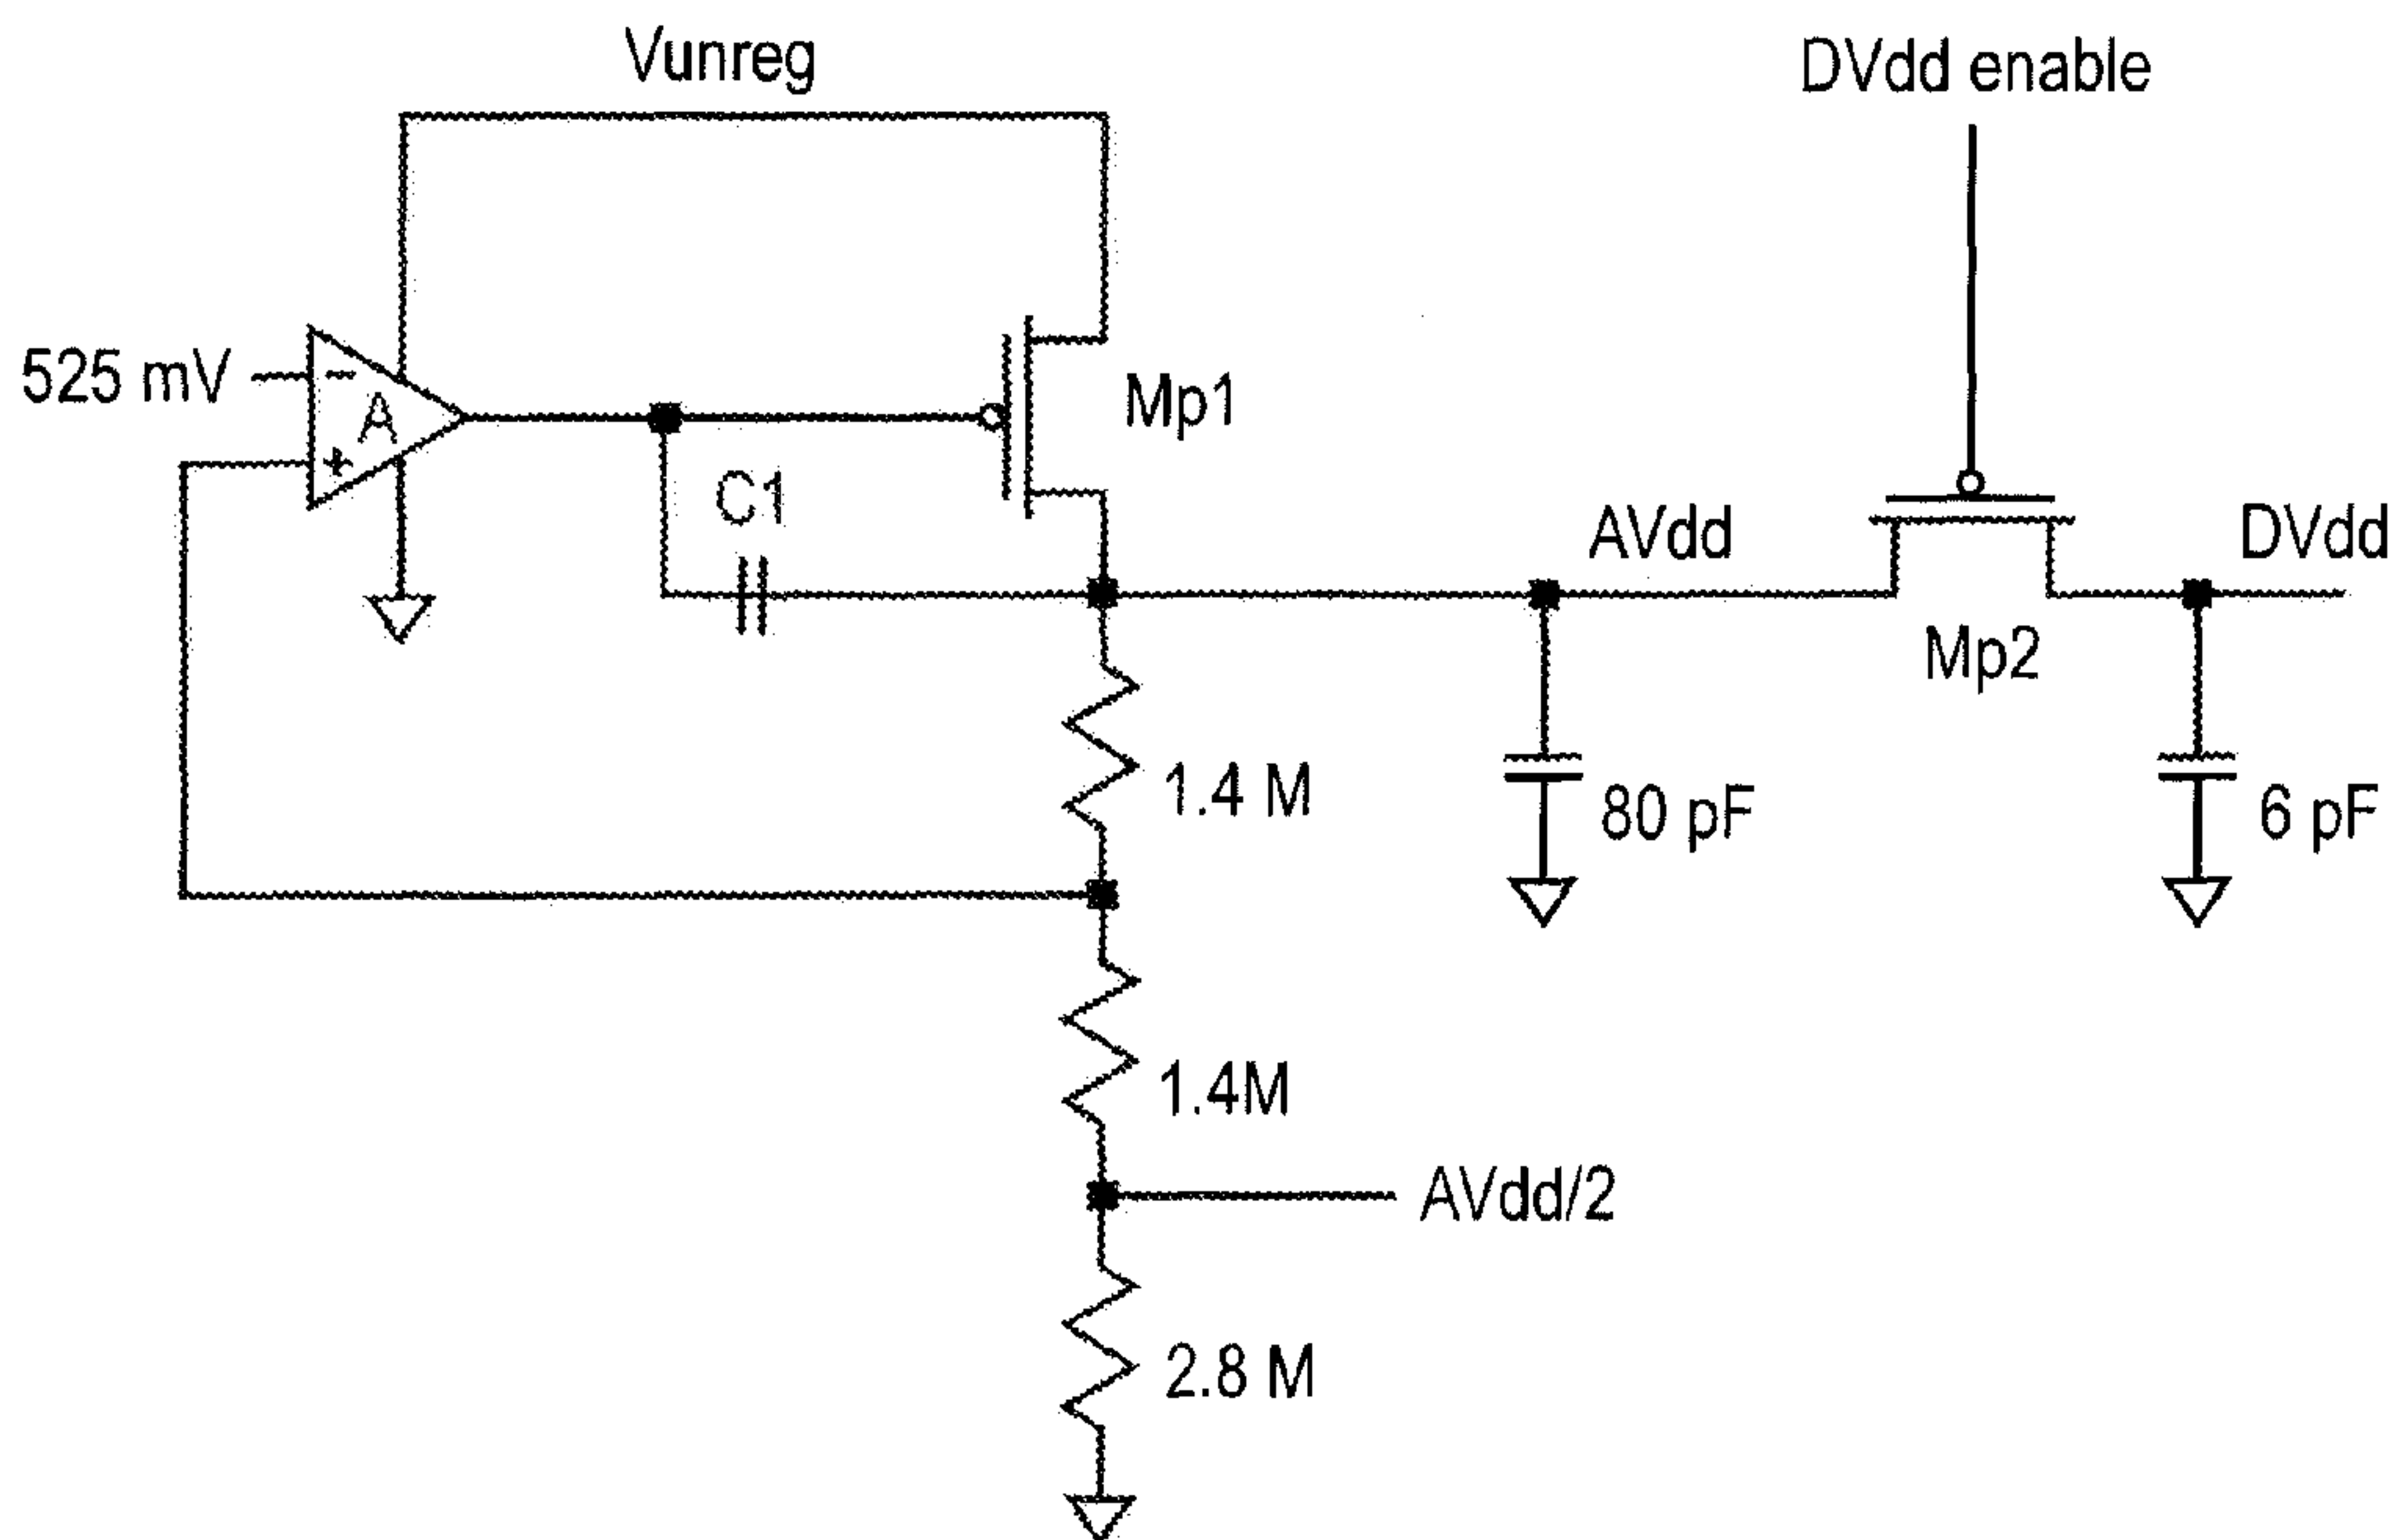 Vunreg
DVdd enable
525 mV
−
A
+
Mp1
C1
AVdd
DVdd
Mp2
1.4 M
80 pF
6 pF
1.4M
AVdd/2
2.8 M